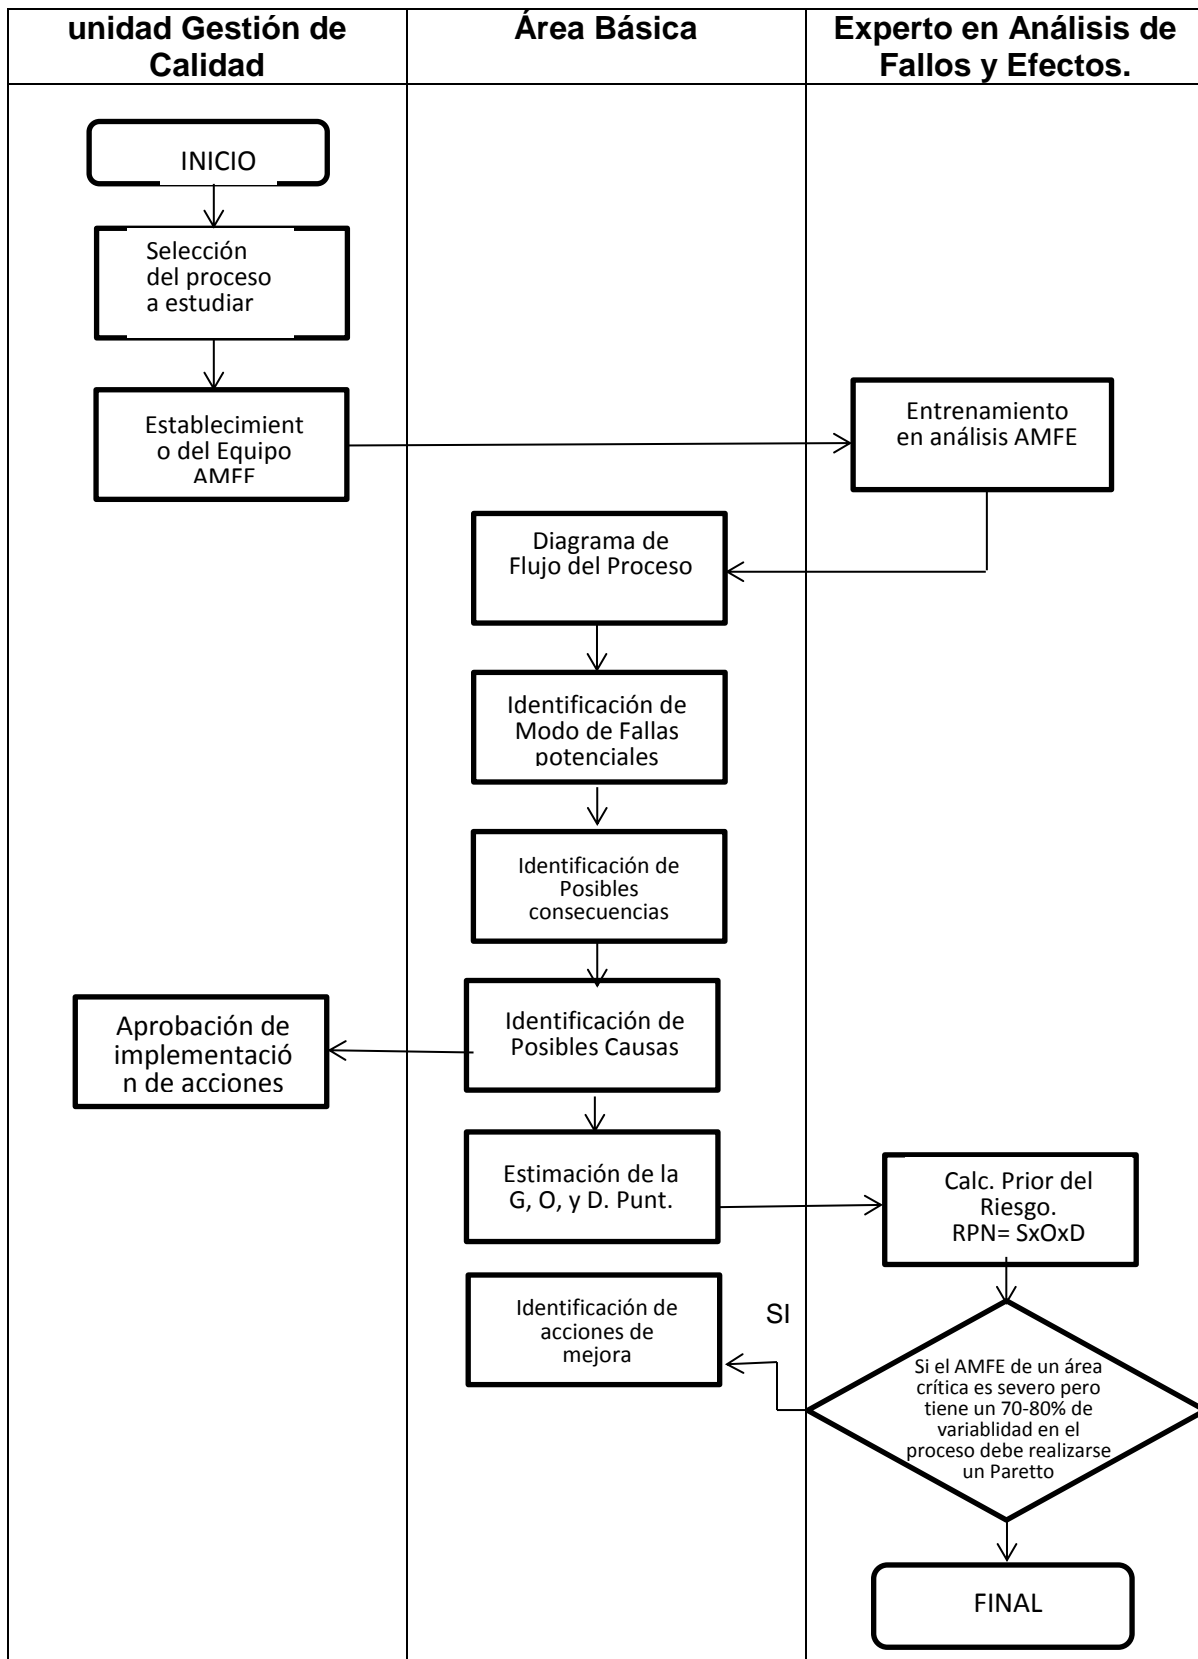 unidad Gestión de
Calidad
Área Básica
Experto en Análisis de
Fallos y Efectos.
INICIO
Selección
del proceso
a estudiar
Establecimient
o del Equipo
AMFE
Entrenamiento
en análisis AMFE
Diagrama de
Flujo del Proceso
Identificación de
Modo de Fallas
potenciales
Identificación de
Posibles
consecuencias
Aprobación de
implementació
n de acciones
Identificación de
Posibles Causas
Estimación de la
G, O, y D. Punt.
Calc. Prior del
Riesgo.
RPN= SxOxD
Identificación de
acciones de
mejora
SI
Si el AMFE de un área
crítica es severo pero
tiene un 70-80% de
variablidad en el
proceso debe realizarse
un Paretto
FINAL